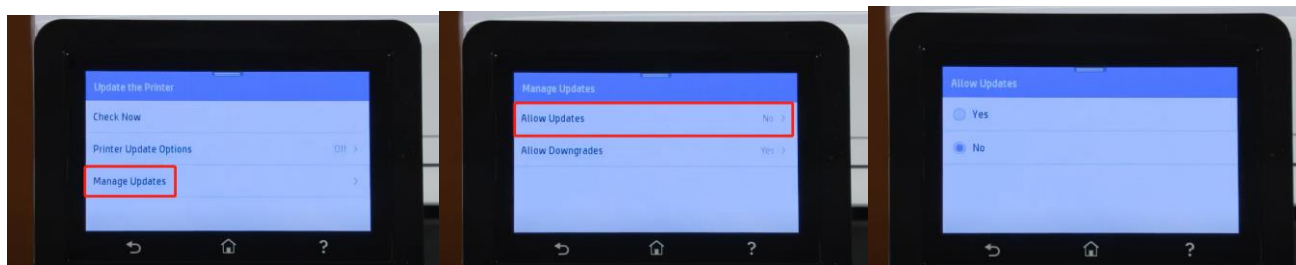 Update the Printer
Check Now
Printer Update Options Off >
Manage Updates >
?
Manage Updates
Allow Updates No >
Allow Downgrades Yes >
?
Allow Updates
Yes
No
?